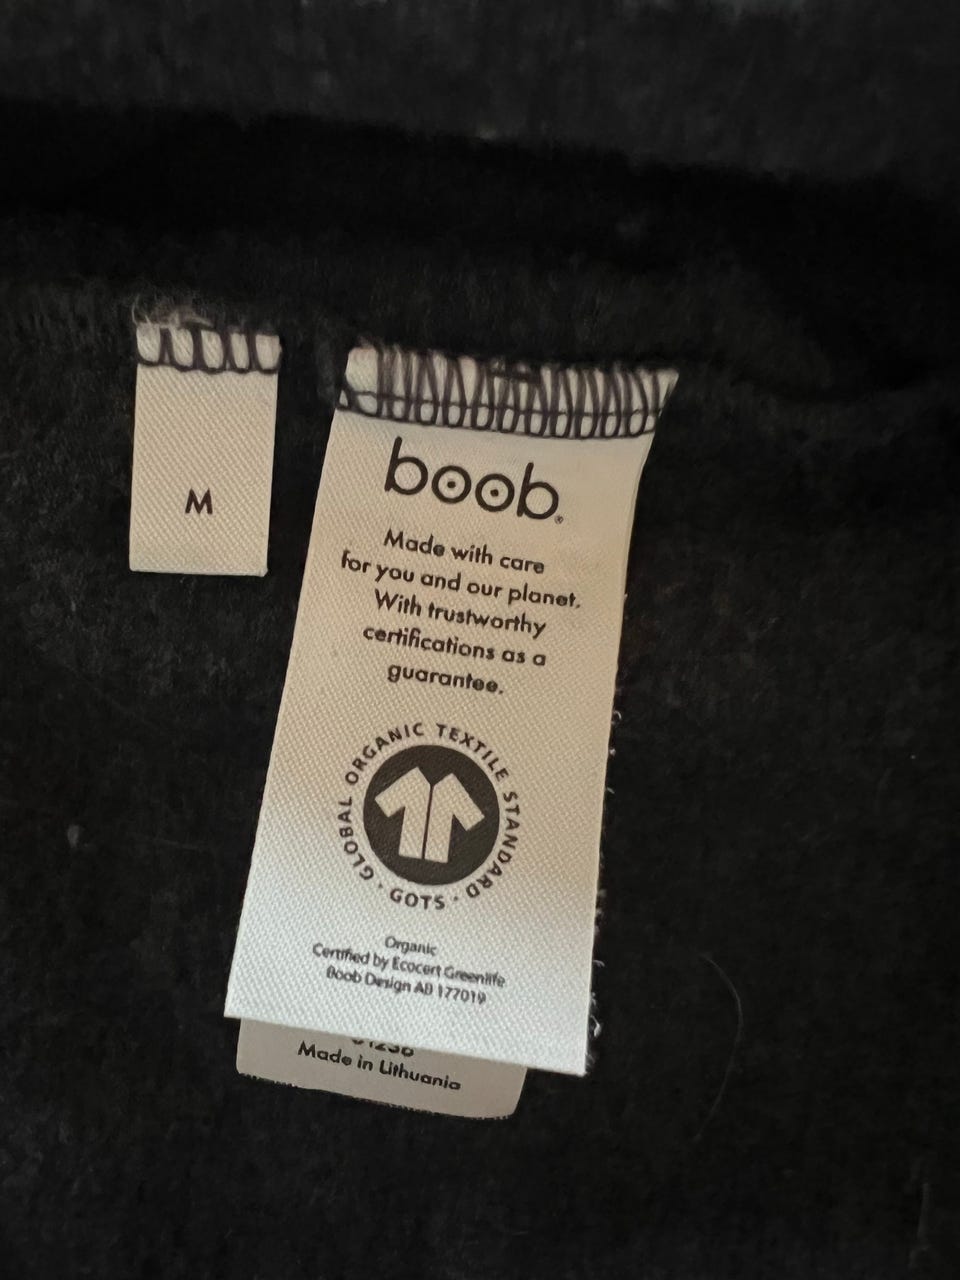 M
boob®
Made with care
for you and our planet.
With trustworthy
certifications as a
guarantee.
GLOBAL ORGANIC TEXTILE STANDARD · GOTS ·
Organic
Certified by Ecocert Greenlife
Boob Design AB 177019
Made in Lithuania